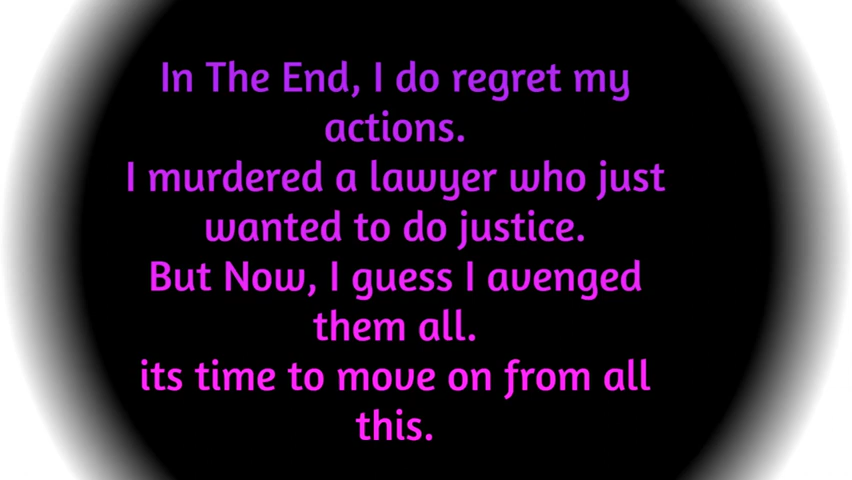 In The End, I do regret my
actions.
I murdered a lawyer who just
wanted to do justice.
But Now, I guess I avenged
them all.
its time to move on from all
this.